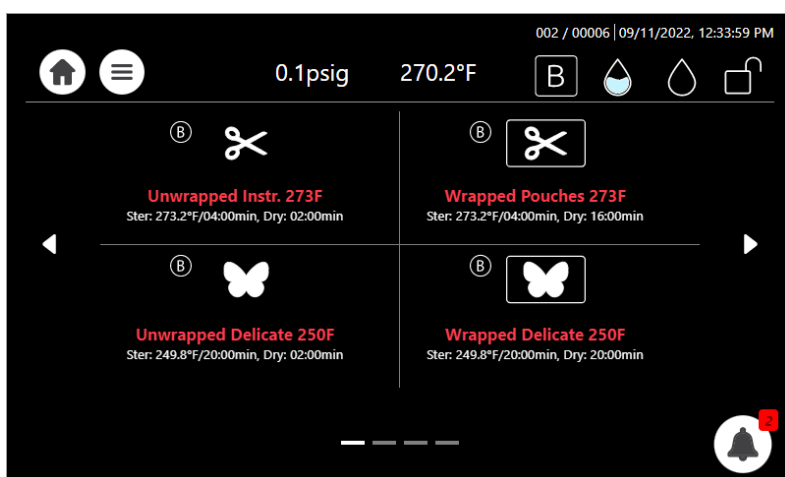 002 / 00006 | 09/11/2022, 12:33:59 PM
0.1psig 270.2°F B
B
Unwrapped Instr. 273F
Ster: 273.2°F/04:00min, Dry: 02:00min
B
Wrapped Pouches 273F
Ster: 273.2°F/04:00min, Dry: 16:00min
B
Unwrapped Delicate 250F
Ster: 249.8°F/20:00min, Dry: 02:00min
B
Wrapped Delicate 250F
Ster: 249.8°F/20:00min, Dry: 20:00min
2